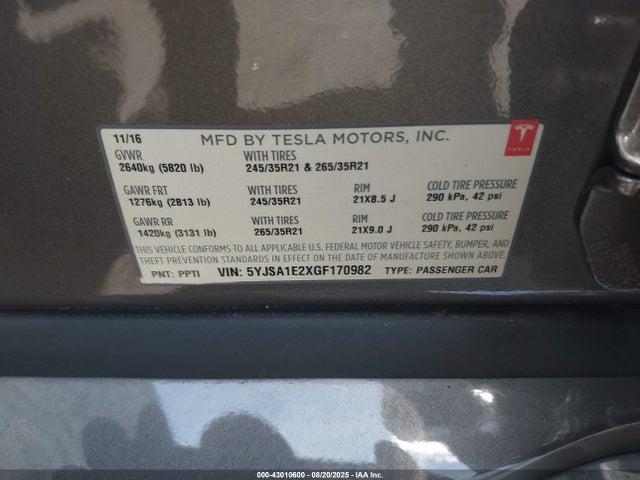 11/16 MFD BY TESLA MOTORS, INC.
GVWR WITH TIRES
2640kg (5820 lb) 245/35R21 & 265/35R21
GAWR FRT WITH TIRES RIM COLD TIRE PRESSURE
1276kg (2813 lb) 245/35R21 21X8.5 J 290 kPa, 42 psi
GAWR RR WITH TIRES RIM COLD TIRE PRESSURE
1420kg (3131 lb) 265/35R21 21X9.0 J 290 kPa, 42 psi
THIS VEHICLE CONFORMS TO ALL APPLICABLE U.S. FEDERAL MOTOR VEHICLE SAFETY, BUMPER, AND
THEFT PREVENTION STANDARDS IN EFFECT ON THE DATE OF MANUFACTURE SHOWN ABOVE.
PNT: PPTI VIN: 5YJSA1E2XGF170982 TYPE: PASSENGER CAR
TESLA
000-43010600 - 08/20/2025 - IAA Inc.